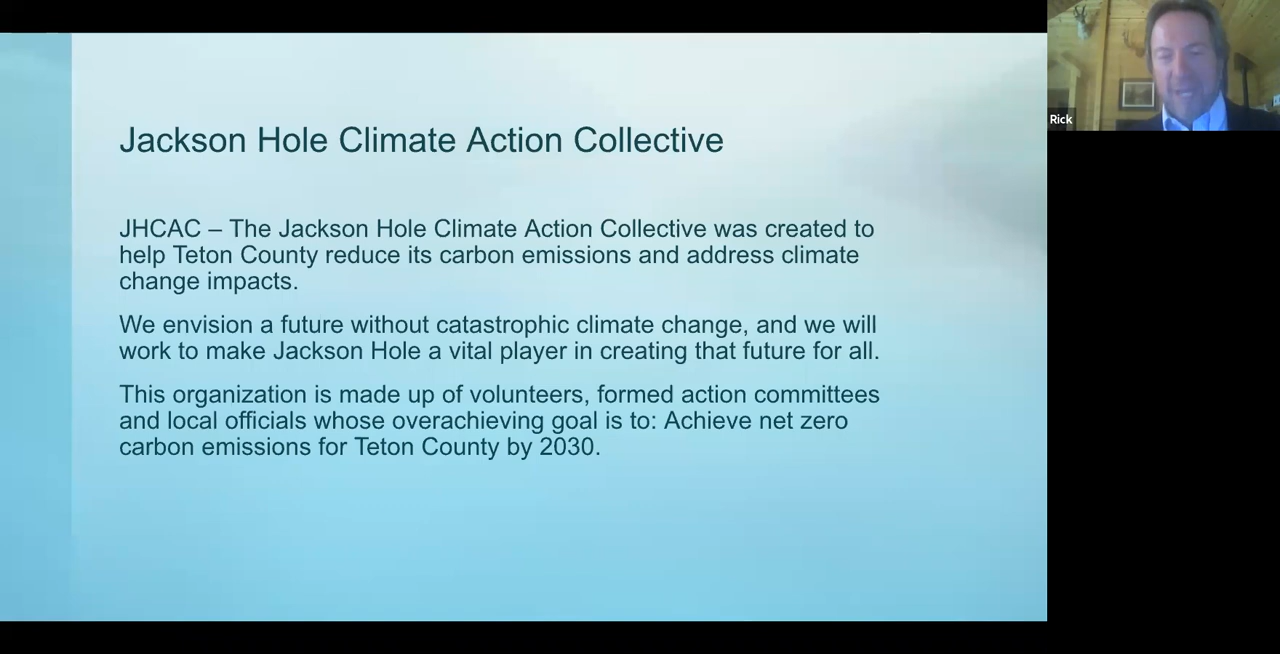 Jackson Hole Climate Action Collective
JHCAC – The Jackson Hole Climate Action Collective was created to
help Teton County reduce its carbon emissions and address climate
change impacts.
We envision a future without catastrophic climate change, and we will
work to make Jackson Hole a vital player in creating that future for all.
This organization is made up of volunteers, formed action committees
and local officials whose overachieving goal is to: Achieve net zero
carbon emissions for Teton County by 2030.
Rick